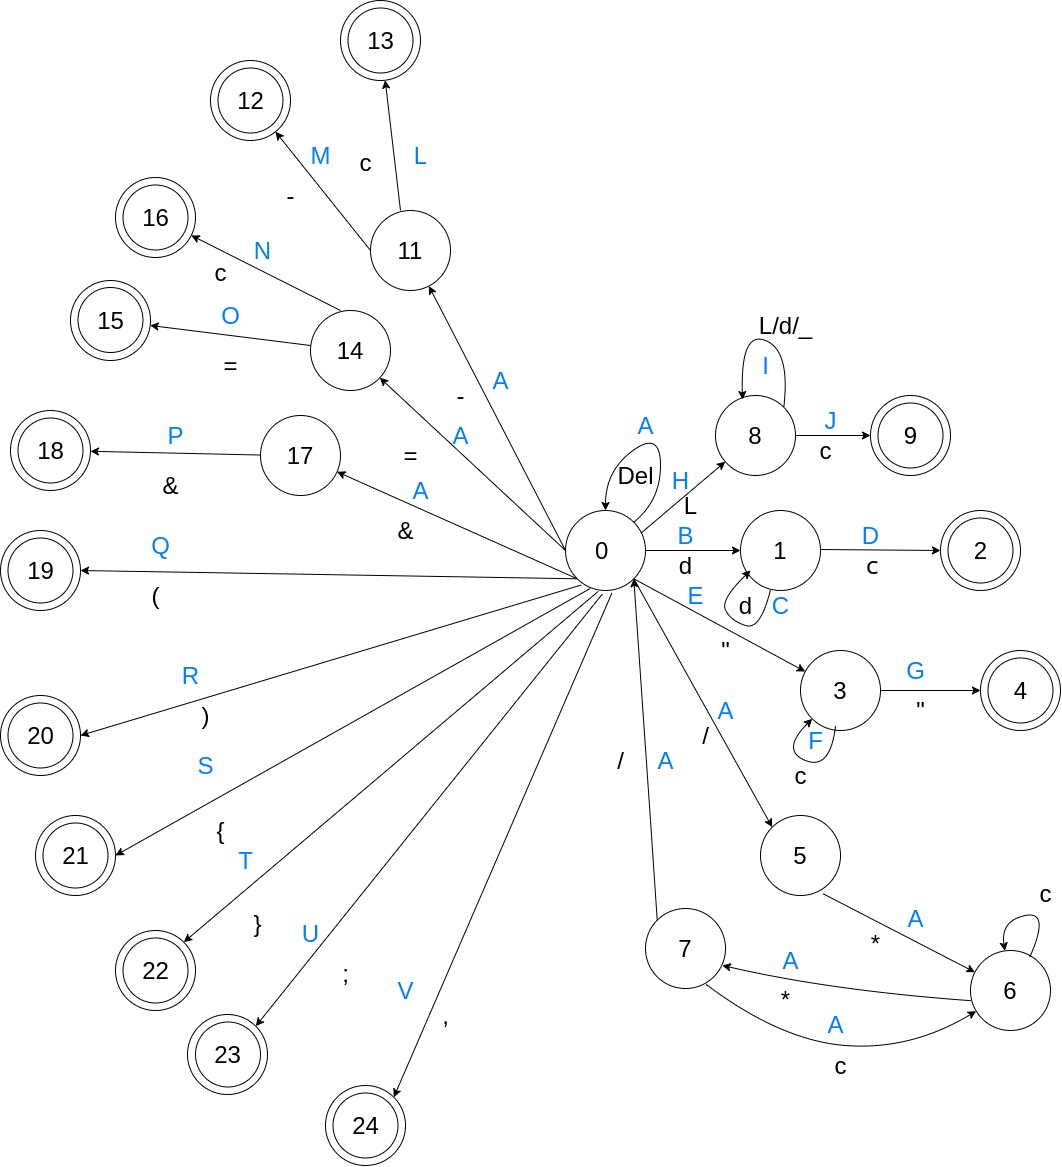 13
12
M
c
L
-
16
N
11
c
15
O
14
=
L/d/_
I
A
-
18
P
17
A
=
A
Del
8
J
9
c
&
A
&
H
L
19
Q
(
0
B
d
1
D
c
2
d
C
E
"
R
)
20
3
G
"
4
F
c
A
/
/
A
S
{
21
T
5
c
}
U
22
;
7
A
*
A
*
6
V
,
23
A
c
24